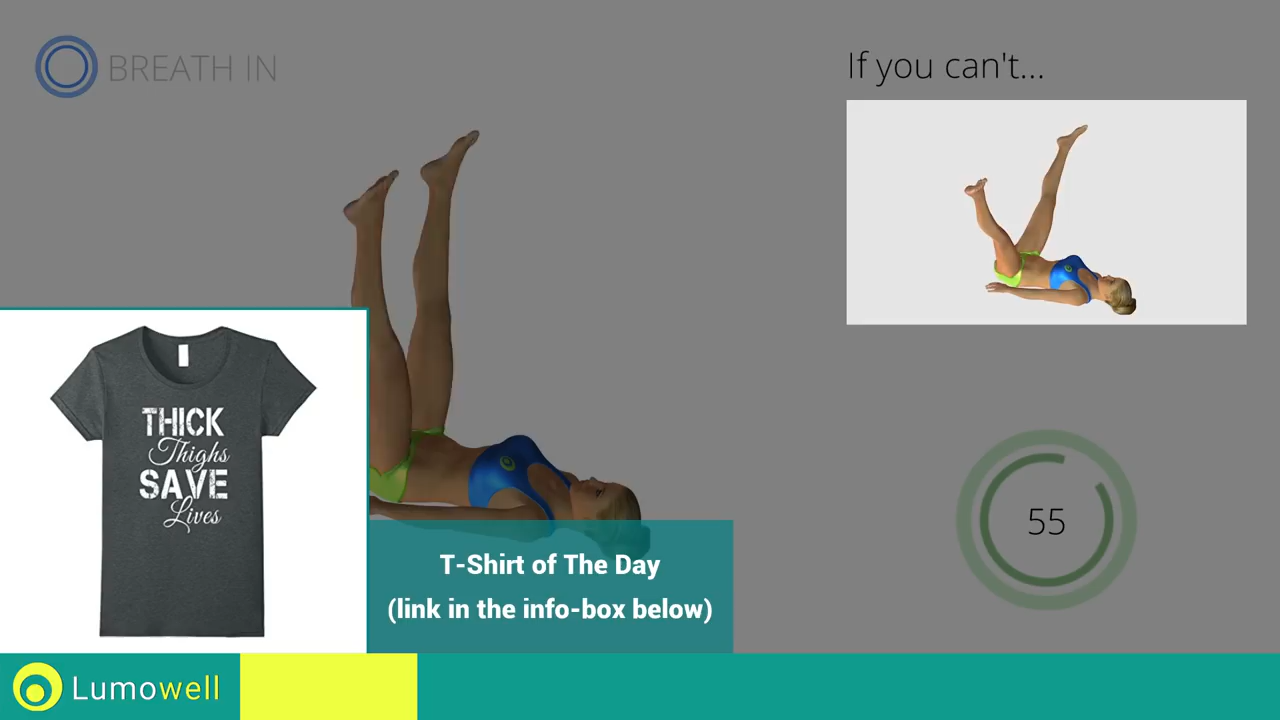 BREATH IN
If you can't...
THICK
Thighs
SAVE
Lives
55
T-Shirt of The Day
(link in the info-box below)
Lumowell